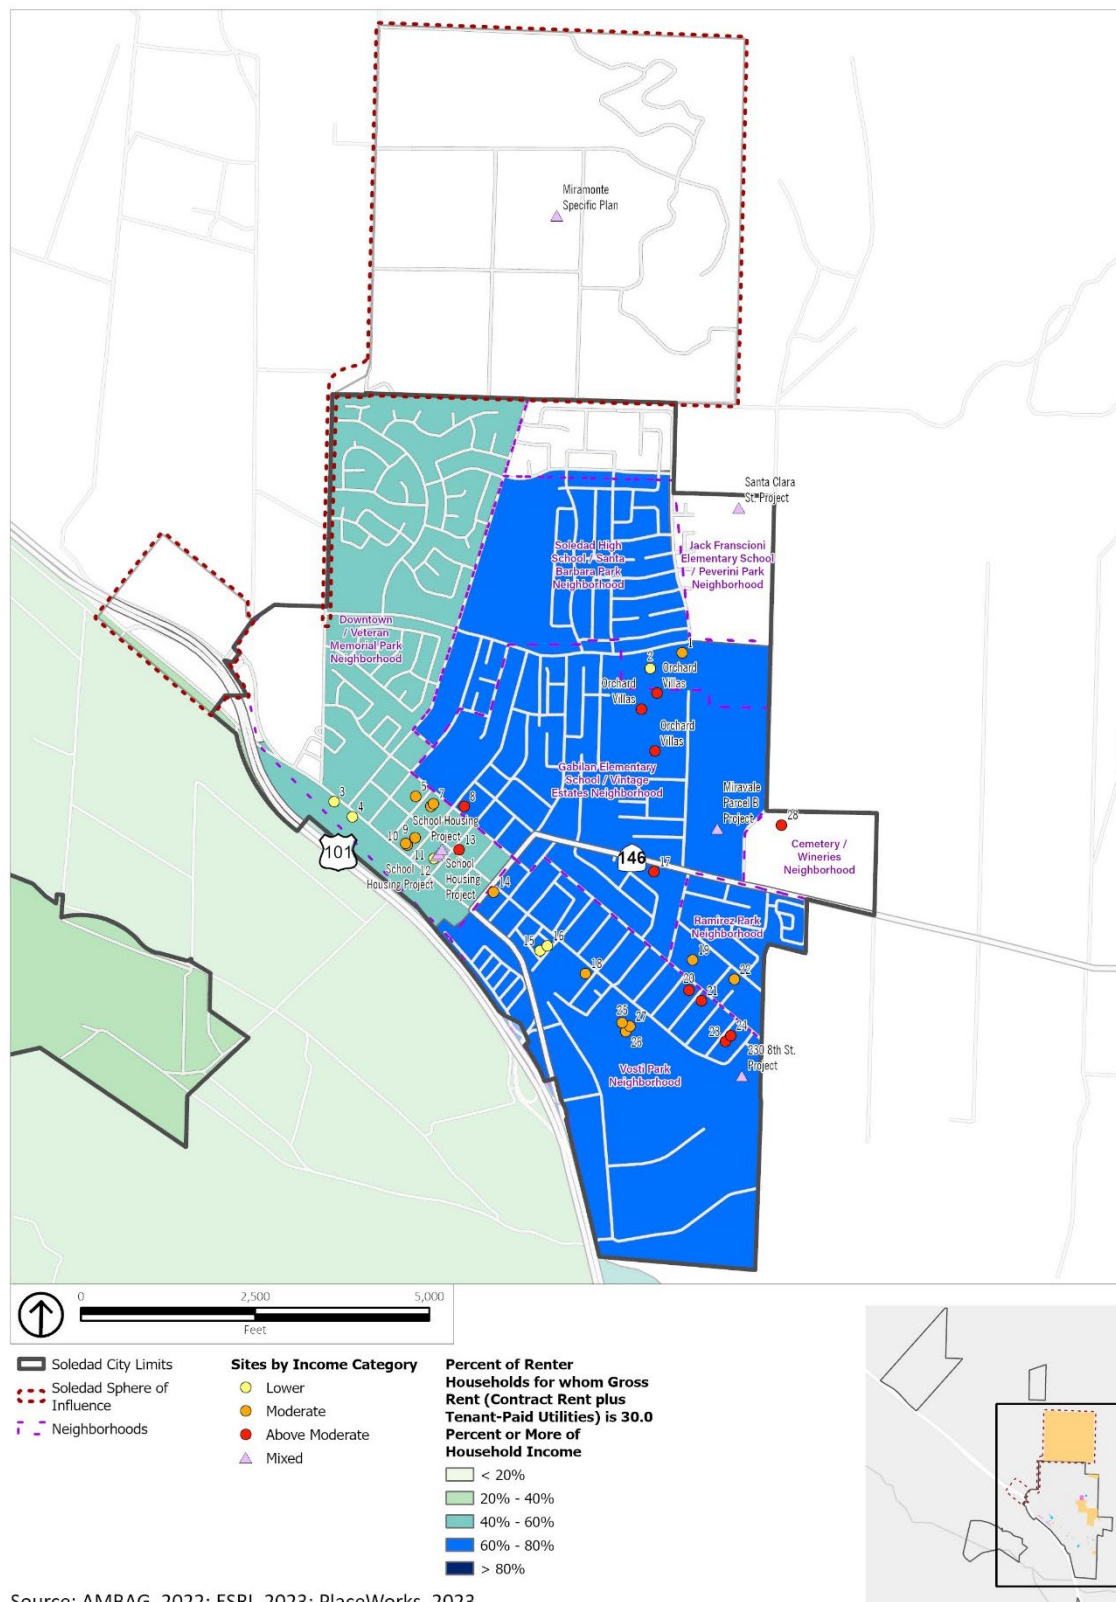 Miramonte
Specific Plan
Santa Clara
St. Project
Soledad High
School / Santa
Barbara Park
Neighborhood
Jack Franscioni
Elementary School
/ Peverini Park
Neighborhood
Downtown
/ Veteran
Memorial Park
Neighborhood
1
2
Orchard
Villas
Orchard
Villas
Orchard
Villas
Gabilan Elementary
School / Vintage
Estates Neighborhood
Miravale
Parcel B
Project
3
4
5
7
8
School Housing
Project
28
Cemetery /
Wineries
Neighborhood
10
9
13
101
11
12
School
Housing Project
School
Housing
Project
146
17
14
Ramirez Park
Neighborhood
15
16
19
18
22
20
21
25
27
26
24
23
230 8th St.
Project
Vosti Park
Neighborhood
0
2,500
5,000
Feet
Soledad City Limits
Soledad Sphere of
Influence
Neighborhoods
Sites by Income Category
Lower
Moderate
Above Moderate
Mixed
Percent of Renter
Households for whom Gross
Rent (Contract Rent plus
Tenant-Paid Utilities) is 30.0
Percent or More of
Household Income
< 20%
20% - 40%
40% - 60%
60% - 80%
> 80%
Source: AMBAG, 2022; ESRI, 2023; PlaceWorks, 2023